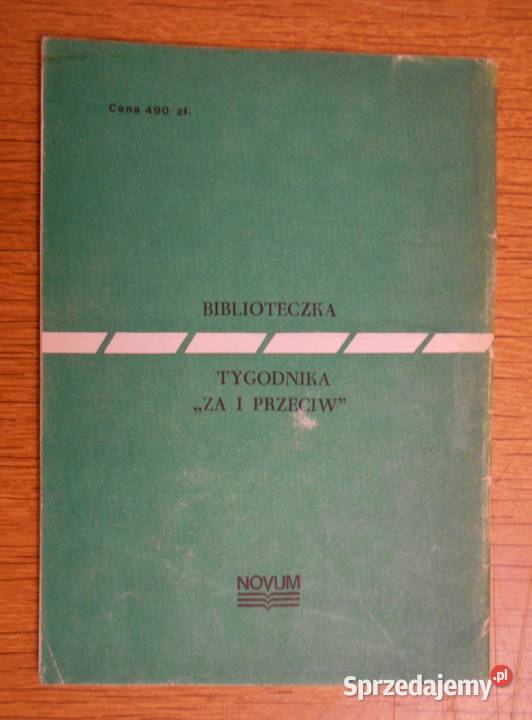 Cena 490 zł.
BIBLIOTECZKA
TYGODNIKA
„ZA I PRZECIW”
NOVUM
Sprzedajemy.pl